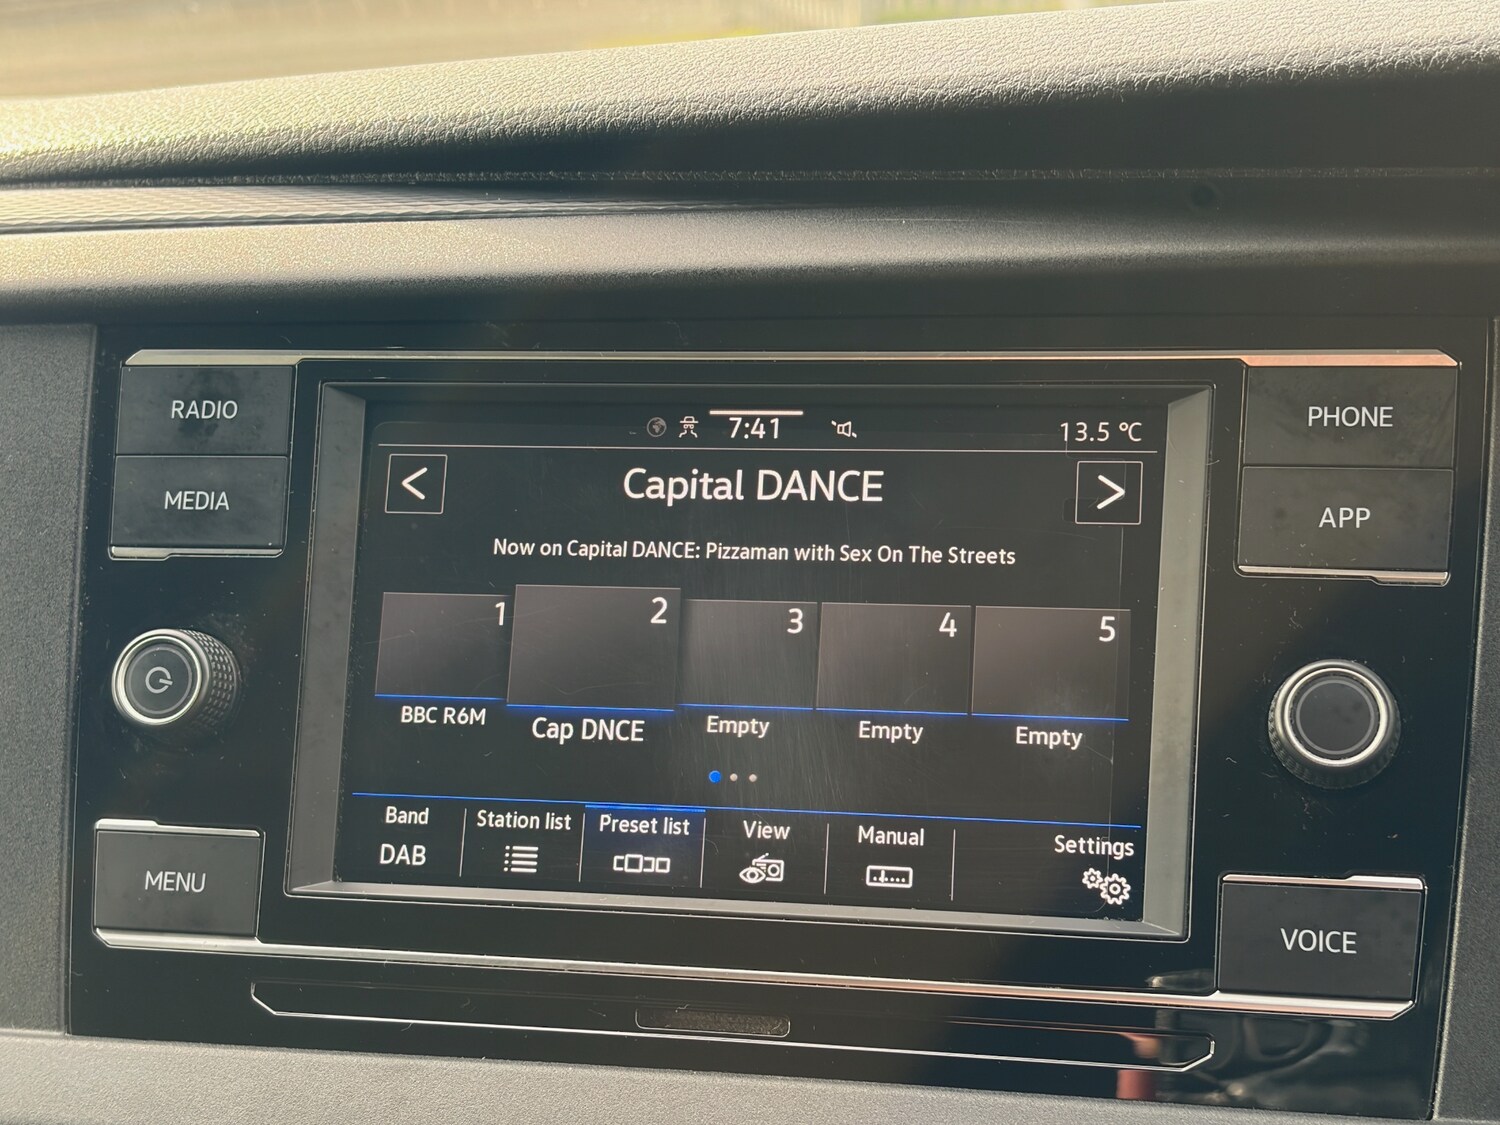 RADIO
MEDIA
MENU
PHONE
APP
VOICE
7:41
13.5 °C
< Capital DANCE >
Now on Capital DANCE: Pizzaman with Sex On The Streets
1 2 3 4 5
BBC R6M Cap DNCE Empty Empty Empty
Band Station list Preset list View Manual Settings
DAB